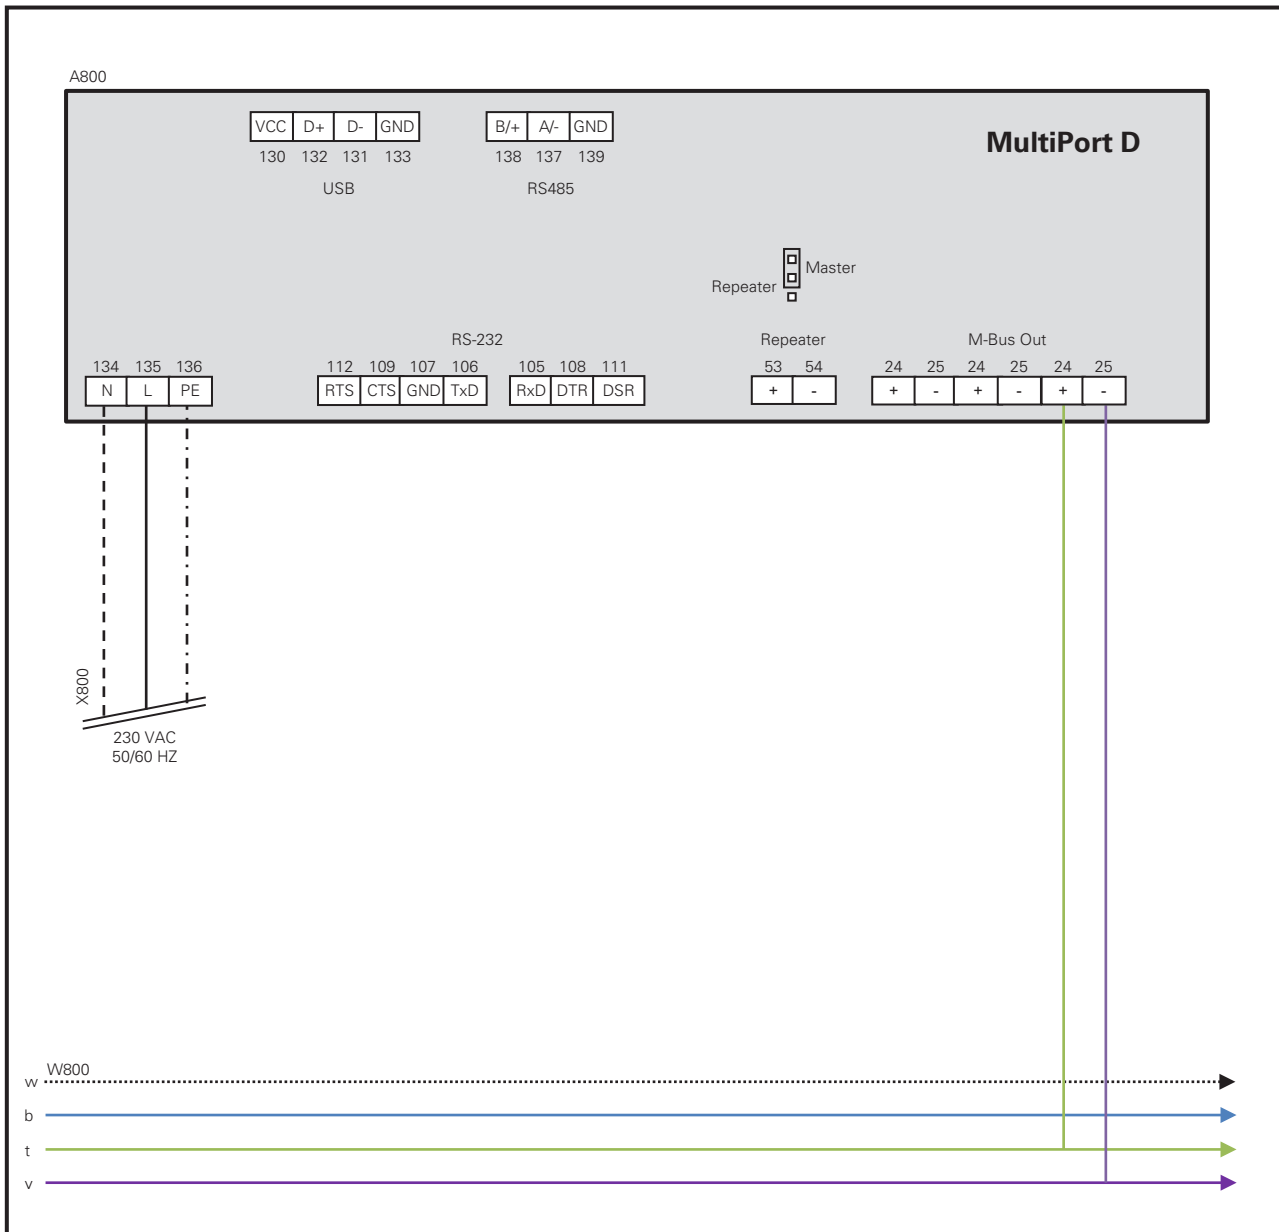 A800
VCC D+ D- GND
130 132 131 133
USB
B/+ A/- GND
138 137 139
RS485
MultiPort D
Master
Repeater
134 135 136
N L PE
RS-232
112 109 107 106 105 108 111
RTS CTS GND TxD RxD DTR DSR
Repeater
53 54
+ -
M-Bus Out
24 25 24 25 24 25
+ - + - + -
X800
230 VAC
50/60 HZ
W800
w
b
t
v